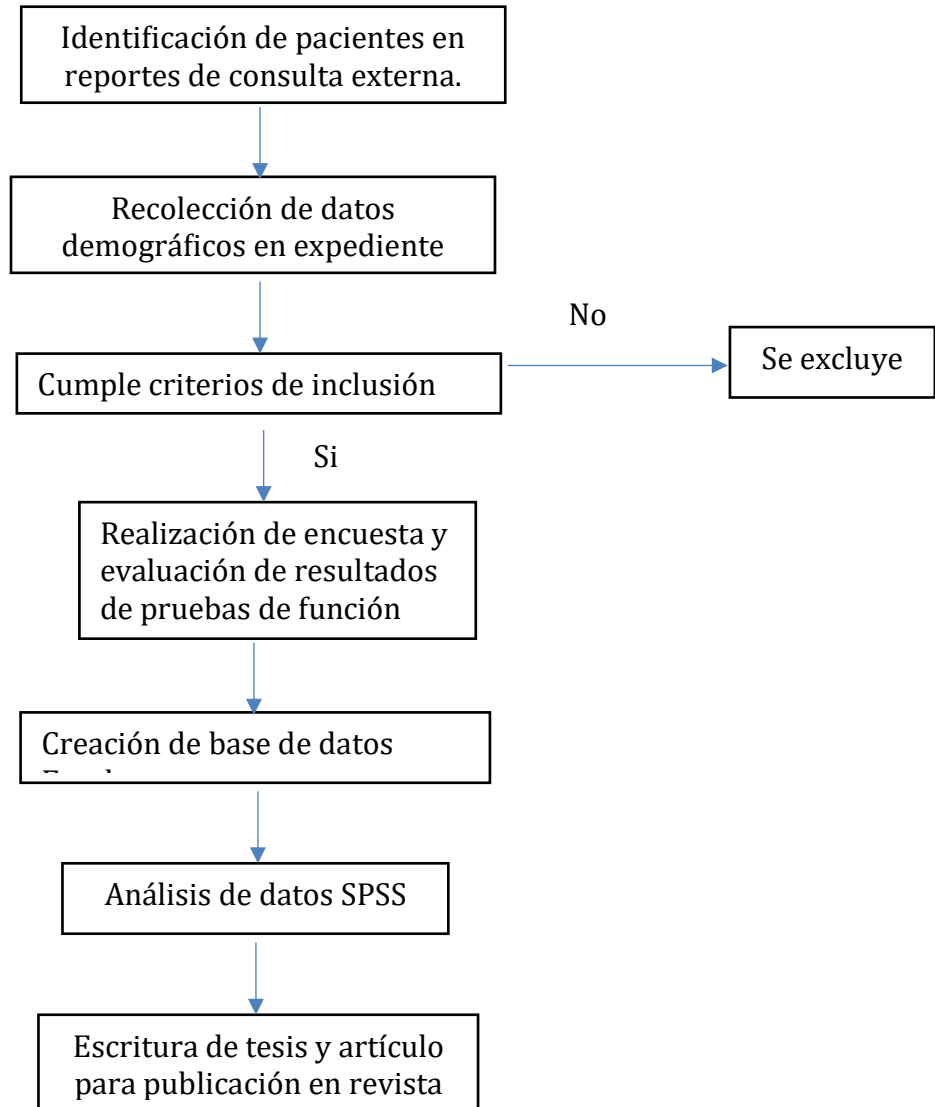 Identificación de pacientes en
reportes de consulta externa.
Recolección de datos
demográficos en expediente
No
Se excluye
Cumple criterios de inclusión
Si
Realización de encuesta y
evaluación de resultados
de pruebas de función
Creación de base de datos
Análisis de datos SPSS
Escritura de tesis y artículo
para publicación en revista